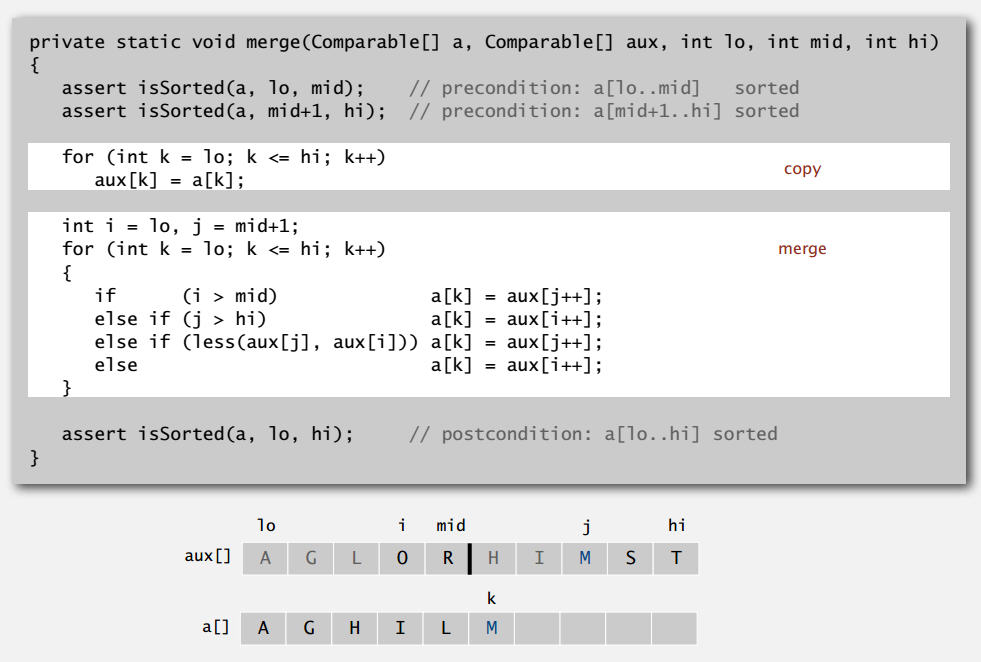 private static void merge(Comparable[] a, Comparable[] aux, int lo, int mid, int hi)
{
   assert isSorted(a, lo, mid);    // precondition: a[lo..mid]   sorted
   assert isSorted(a, mid+1, hi);  // precondition: a[mid+1..hi] sorted
   for (int k = lo; k <= hi; k++)
copy
      aux[k] = a[k];
   int i = lo, j = mid+1;
   for (int k = lo; k <= hi; k++) merge
   {
      if      (i > mid)              a[k] = aux[j++];
      else if (j > hi)               a[k] = aux[i++];
      else if (less(aux[j], aux[i])) a[k] = aux[j++];
      else                           a[k] = aux[i++];
   }
   assert isSorted(a, lo, hi);     // postcondition: a[lo..hi] sorted
}
lo i mid j hi
aux[] A G L O R H I M S T
k
a[] A G H I L M